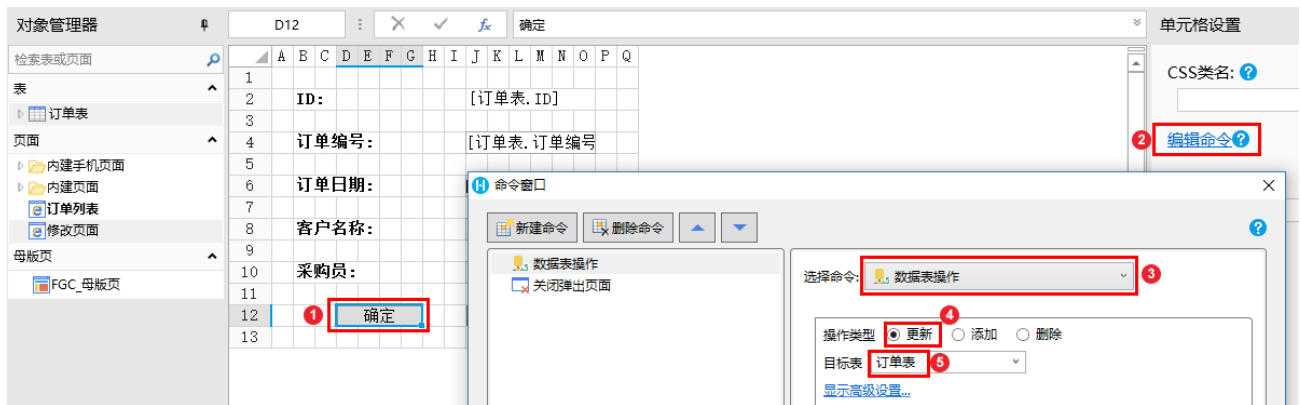 对象管理器
D12
确定
单元格设置
检索表或页面
A B C D E F G H I J K L M N O P Q
CSS类名:
表
1
订单表
2 ID: [订单表.ID]
3
页面
4 订单编号: [订单表.订单编号
2 编辑命令
内建手机页面
5
内建页面
6 订单日期:
命令窗口
订单列表
7
修改页面
8 客户名称:
新建命令 删除命令
母版页
9
数据表操作
选择命令: 数据表操作 3
FGC_母版页
10 采购员:
关闭弹出页面
11
12 1 确定
4
13
操作类型 更新 添加 删除
目标表 订单表 5
显示高级设置...